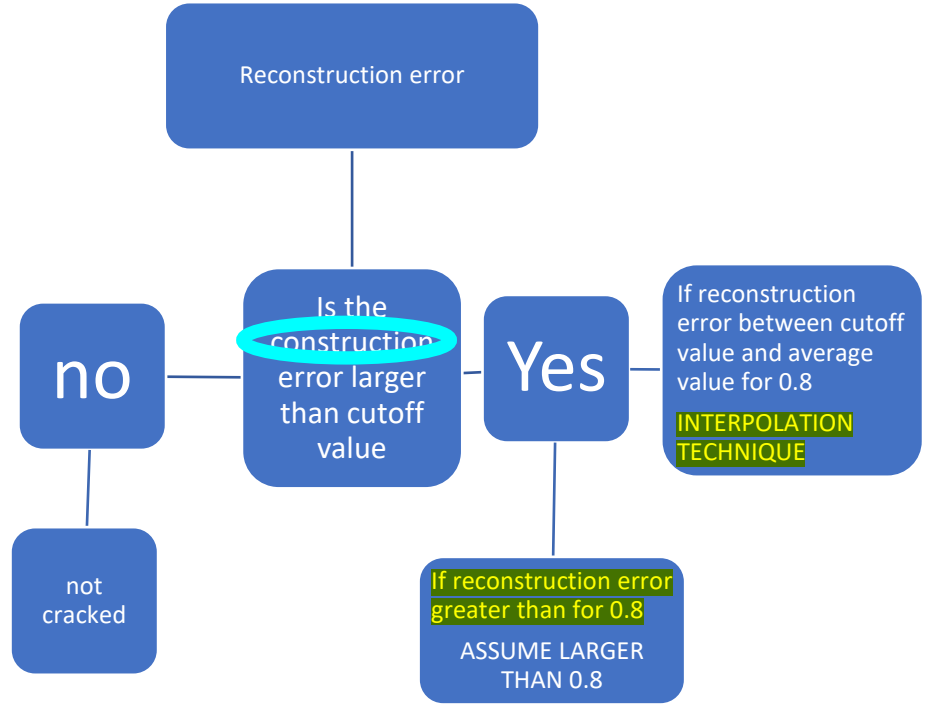 Reconstruction error
Is the
construction
error larger
than cutoff
value
no
Yes
If reconstruction
error between cutoff
value and average
value for 0.8
INTERPOLATION
TECHNIQUE
not
cracked
If reconstruction error
greater than for 0.8
ASSUME LARGER
THAN 0.8